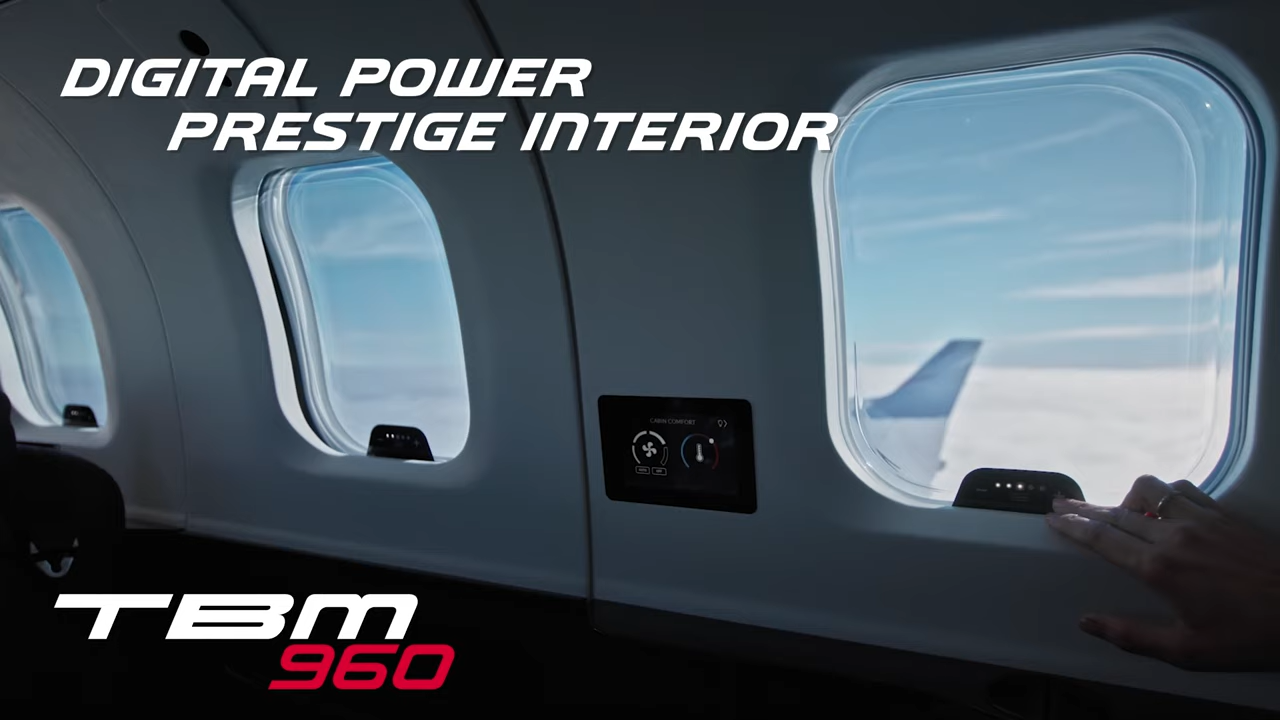 DIGITAL POWER
PRESTIGE INTERIOR
CABIN COMFORT
TBM
960